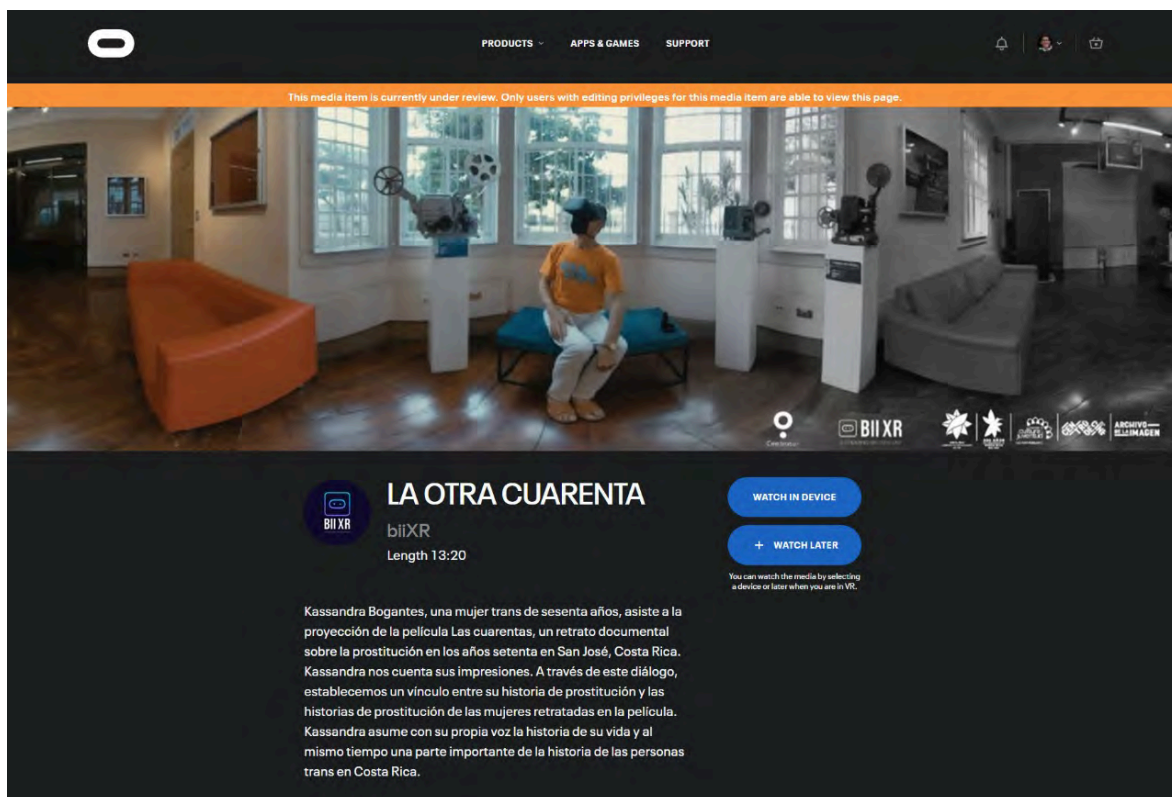 PRODUCTS
APPS & GAMES
SUPPORT
This media item is currently under review. Only users with editing privileges for this media item are able to view this page.
BII XR
ARCHIVO
DE LA IMAGEN
BII XR
LA OTRA CUARENTA
biiXR
Length 13:20
WATCH IN DEVICE
+ WATCH LATER
You can watch the media by selecting
a device or later when you are in VR.
Kassandra Bogantes, una mujer trans de sesenta años, asiste a la
proyección de la película Las cuarentas, un retrato documental
sobre la prostitución en los años setenta en San José, Costa Rica.
Kassandra nos cuenta sus impresiones. A través de este diálogo,
establecemos un vínculo entre su historia de prostitución y las
historias de prostitución de las mujeres retratadas en la película.
Kassandra asume con su propia voz la historia de su vida y al
mismo tiempo una parte importante de la historia de las personas
trans en Costa Rica.